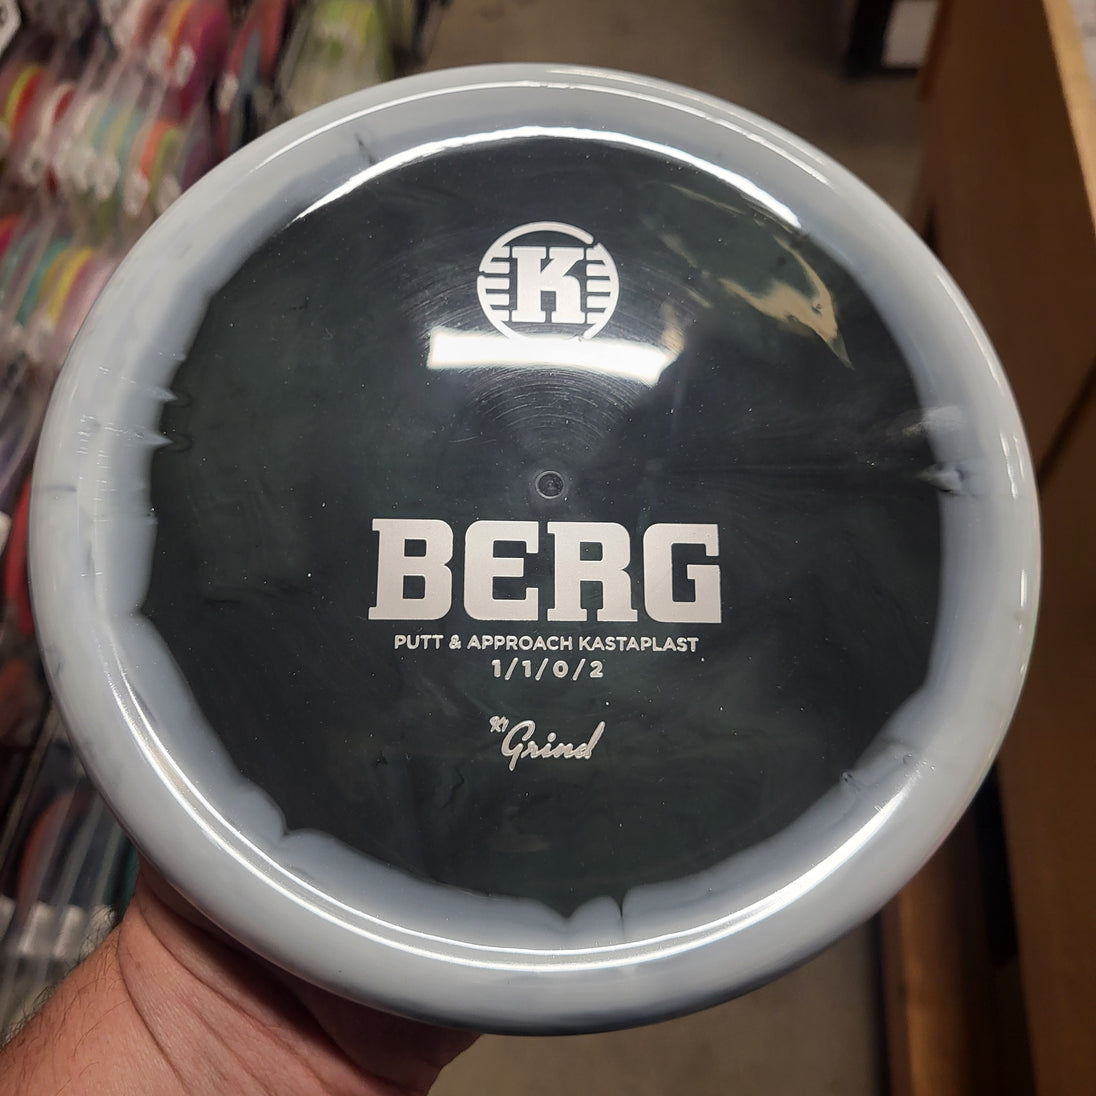 K
BERG
PUTT & APPROACH KASTAPLAST
1/1/0/2
K1 Grind